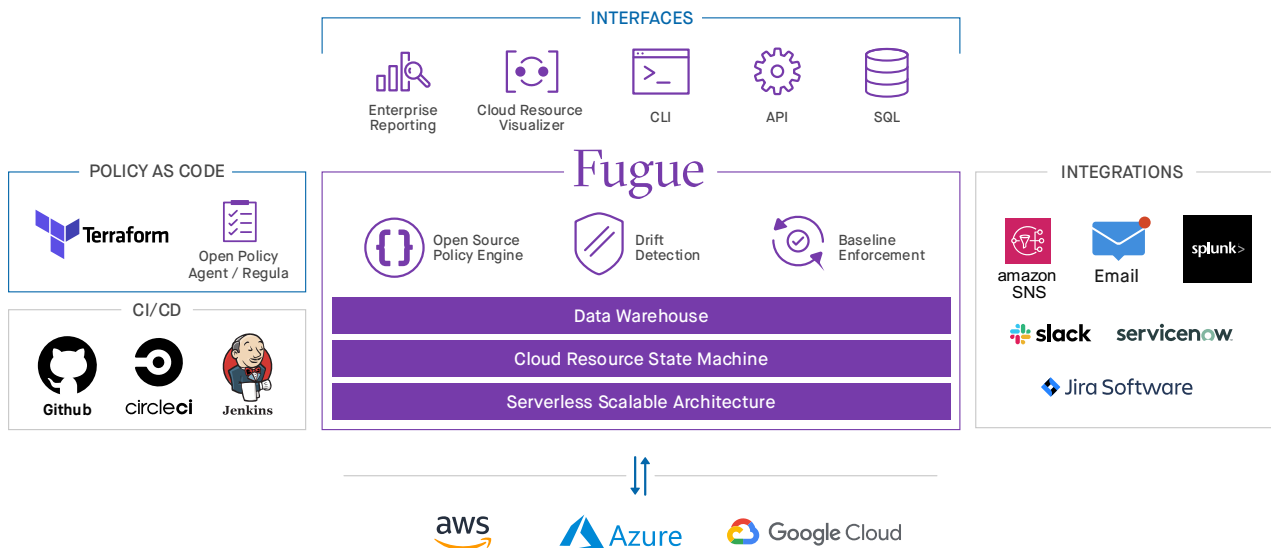 INTERFACES
Enterprise
Reporting
Cloud Resource
Visualizer
CLI
API
SQL
POLICY AS CODE
Terraform
Open Policy
Agent / Regula
CI/CD
Github
circleci
Jenkins
Fugue
Open Source
Policy Engine
Drift
Detection
Baseline
Enforcement
Data Warehouse
Cloud Resource State Machine
Serverless Scalable Architecture
INTEGRATIONS
amazon
SNS
Email
splunk>
slack
servicenow
Jira Software
aws
Azure
Google Cloud